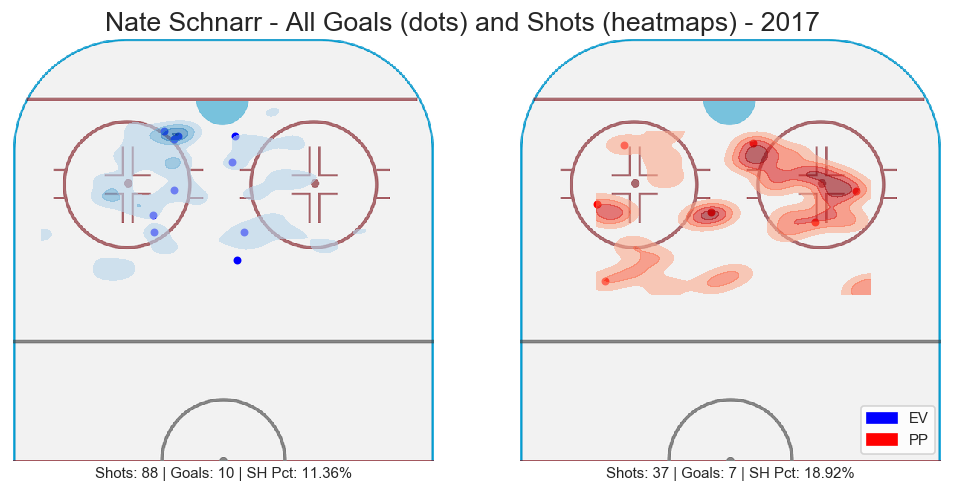 Nate Schnarr - All Goals (dots) and Shots (heatmaps) - 2017
EV
PP
Shots: 88 | Goals: 10 | SH Pct: 11.36%
Shots: 37 | Goals: 7 | SH Pct: 18.92%